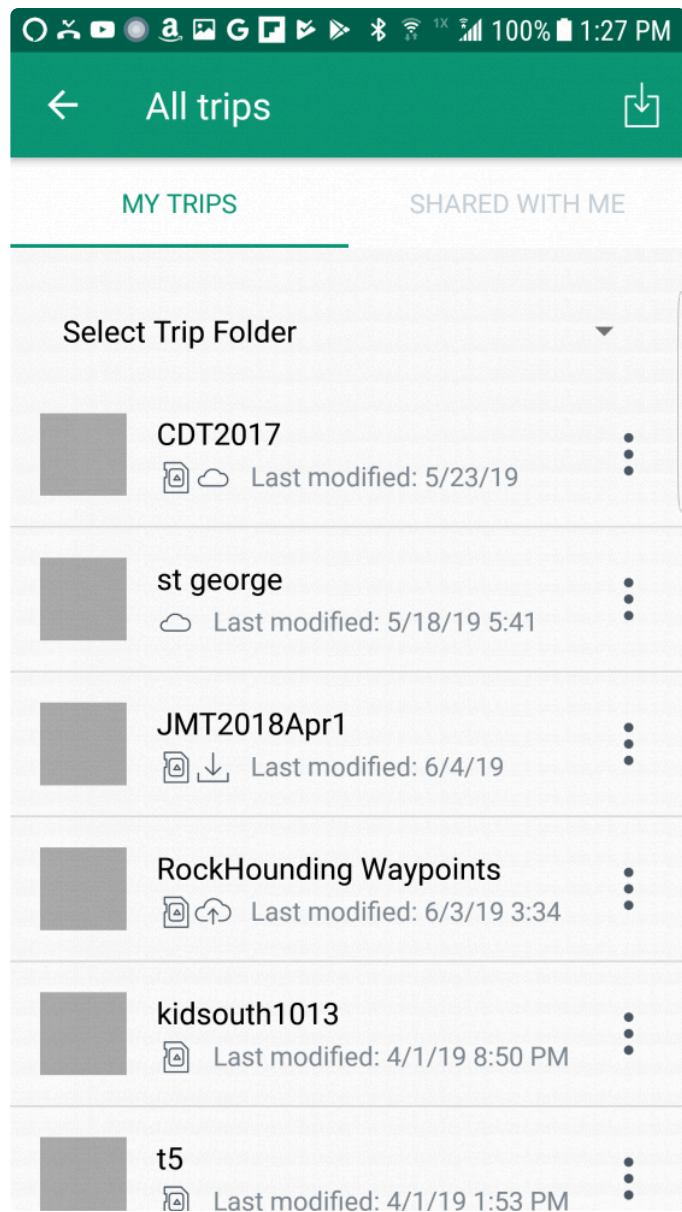 1X 100% 1:27 PM
All trips
MY TRIPS SHARED WITH ME
Select Trip Folder
CDT2017
Last modified: 5/23/19
st george
Last modified: 5/18/19 5:41
JMT2018Apr1
Last modified: 6/4/19
RockHounding Waypoints
Last modified: 6/3/19 3:34
kidsouth1013
Last modified: 4/1/19 8:50 PM
t5
Last modified: 4/1/19 1:53 PM